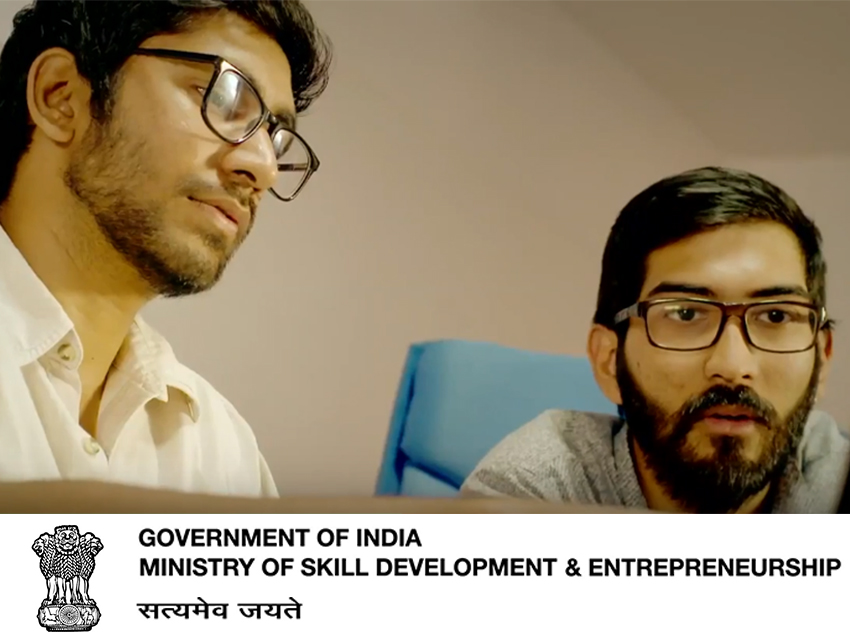 GOVERNMENT OF INDIA
MINISTRY OF SKILL DEVELOPMENT & ENTREPRENEURSHIP
सत्यमेव जयते